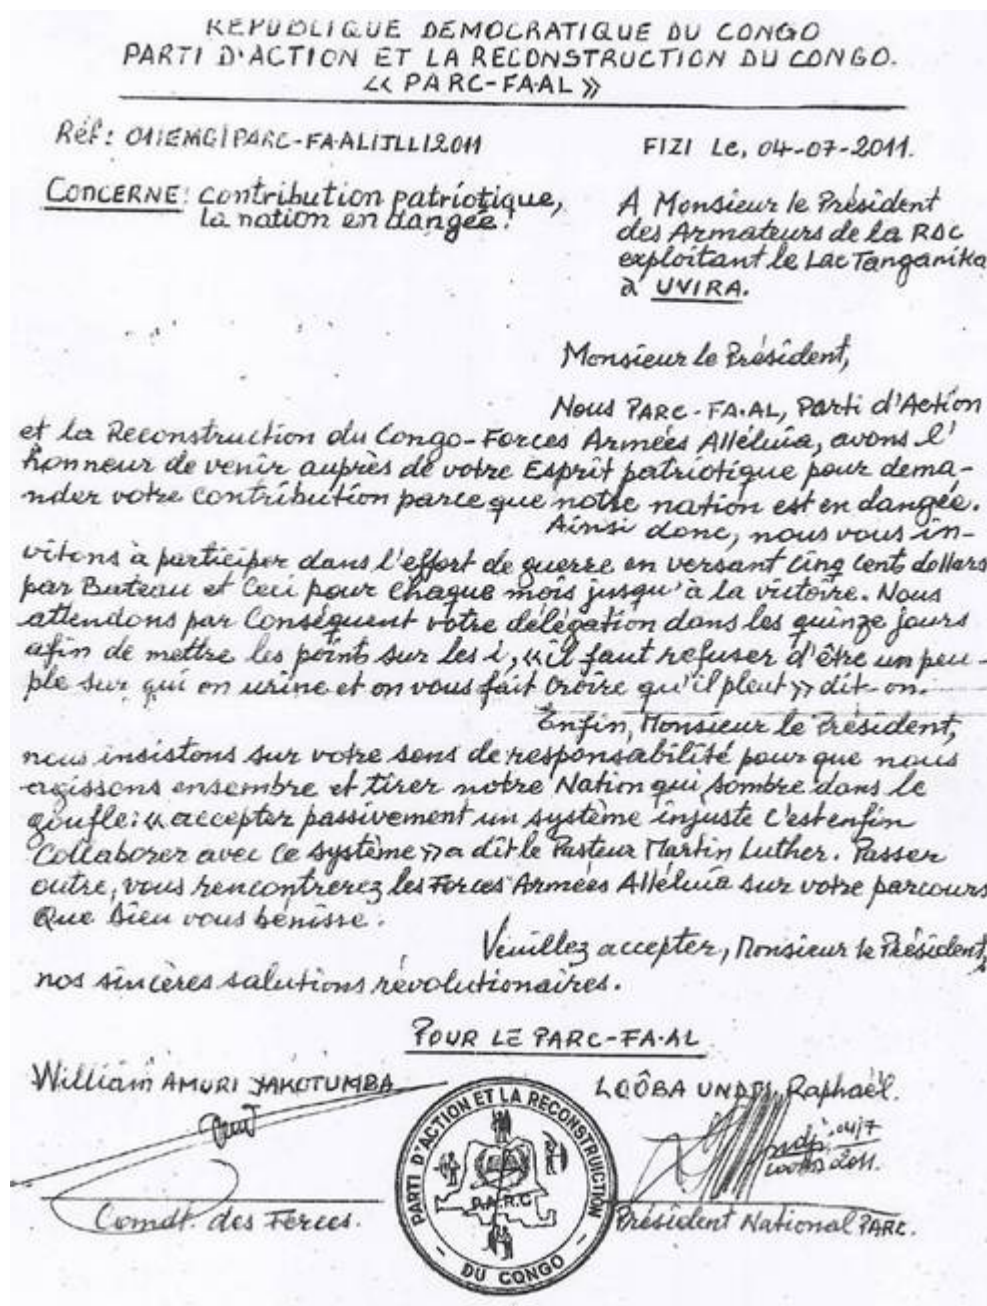 REPUBLIQUE DEMOCRATIQUE DU CONGO
PARTI D'ACTION ET LA RECONSTRUCTION DU CONGO.
<< PARC-FA.AL >>
Réf: 011EMG/PARC-FA.AL/TLL/2011
FIZI Le, 04-07-2011.
CONCERNE: Contribution patriotique,
la nation en dangée.
A Monsieur le Président
des Armateurs de la RDC
exploitant le Lac Tanganika
à UVIRA.
Monsieur le Président,
Nous PARC-FA.AL, Parti d'Action
et la Reconstruction du Congo-Forces Armées Alléluia, avons l'
honneur de venir auprès de votre Esprit patriotique pour dema-
nder votre contribution parce que notre nation est en dangée.
Ainsi donc, nous vous in-
vitons à participer dans l'effort de guerre en versant Cinq Cents dollars
par Bateau et Ceci pour Chaque mois jusqu'à la victoire. Nous
attendons par Conséquent votre délégation dans les quinze jours
afin de mettre les points sur les i, << il faut refuser d'être un peu-
ple sur qui on urine et on vous fait croire qu'il pleut >> dit-on.
Enfin, Monsieur le Président,
nous insistons sur votre sens de responsabilité pour que nous
agissons ensembre et tirer notre Nation qui sombre dans le
goufle: << accepter passivement un système injuste c'est enfin
Collaborer avec ce système >> a dit le Pasteur Martin Luther. Passer
outre, vous rencontrerez les Forces Armées Alléluia sur votre parcours
Que Dieu vous bénisse.
Veuillez accepter, Monsieur le Président,
nos sincères salutions révolutionaires.
POUR LE PARC-FA.AL
William AMURI YAKOTUMBA
LOÔBA UNDJI, Raphaël.
04/7
2011.
Comdt. des Forces.
Président National PARC.
PARTI D'ACTION ET LA RECONSTRUICTION
P.A.R.C
- DU CONGO -